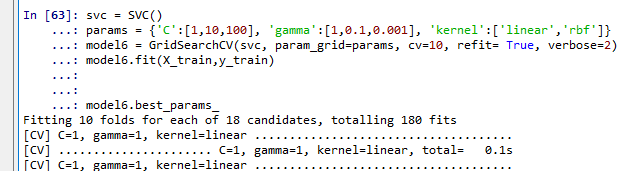 In [63]: svc = SVC()
...: params = {'C':[1,10,100], 'gamma':[1,0.1,0.001], 'kernel':['linear','rbf']}
...: model6 = GridSearchCV(svc, param_grid=params, cv=10, refit= True, verbose=2)
...: model6.fit(X_train,y_train)
...:
...:
...: model6.best_params_
Fitting 10 folds for each of 18 candidates, totalling 180 fits
[CV] C=1, gamma=1, kernel=linear .....................................
[CV] ...................... C=1, gamma=1, kernel=linear, total=   0.1s
[CV] C=1, gamma=1, kernel=linear .....................................